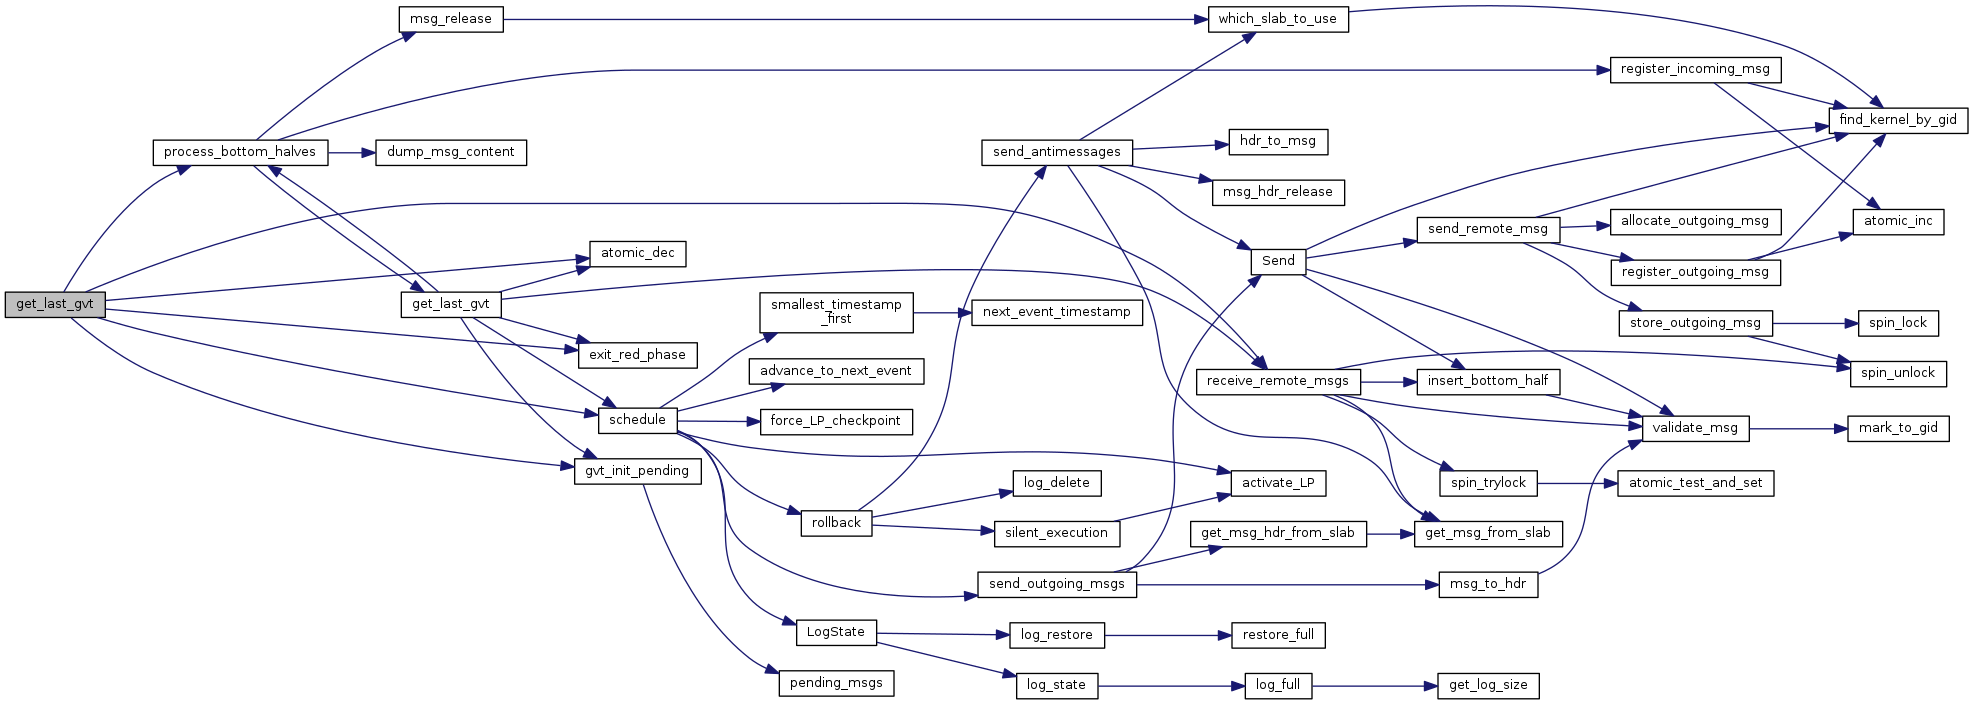 msg_release
which_slab_to_use
register_incoming_msg
find_kernel_by_gid
process_bottom_halves
dump_msg_content
send_antimessages
hdr_to_msg
msg_hdr_release
allocate_outgoing_msg
atomic_inc
send_remote_msg
atomic_dec
Send
register_outgoing_msg
get_last_gvt
get_last_gvt
smallest_timestamp
_first
next_event_timestamp
store_outgoing_msg
spin_lock
exit_red_phase
advance_to_next_event
receive_remote_msgs
insert_bottom_half
spin_unlock
schedule
force_LP_checkpoint
validate_msg
mark_to_gid
gvt_init_pending
log_delete
activate_LP
spin_trylock
atomic_test_and_set
rollback
silent_execution
get_msg_hdr_from_slab
get_msg_from_slab
send_outgoing_msgs
msg_to_hdr
LogState
log_restore
restore_full
pending_msgs
log_state
log_full
get_log_size